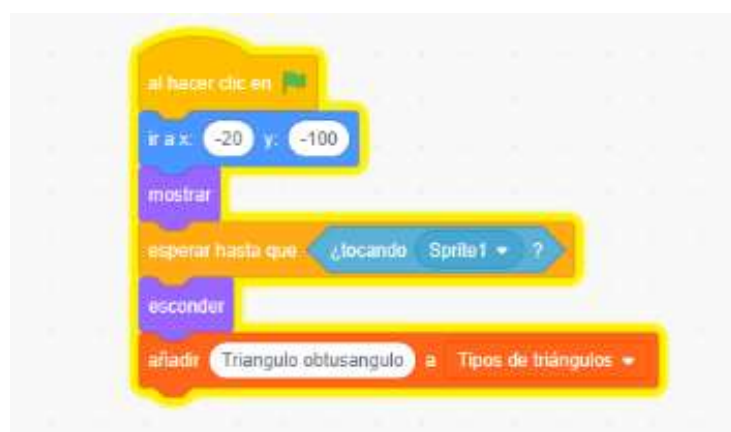 al hacer clic en
ir a x: -20 y: -100
mostrar
esperar hasta que ¿tocando Sprite1 ?
esconder
añadir Triangulo obtusangulo a Tipos de triángulos